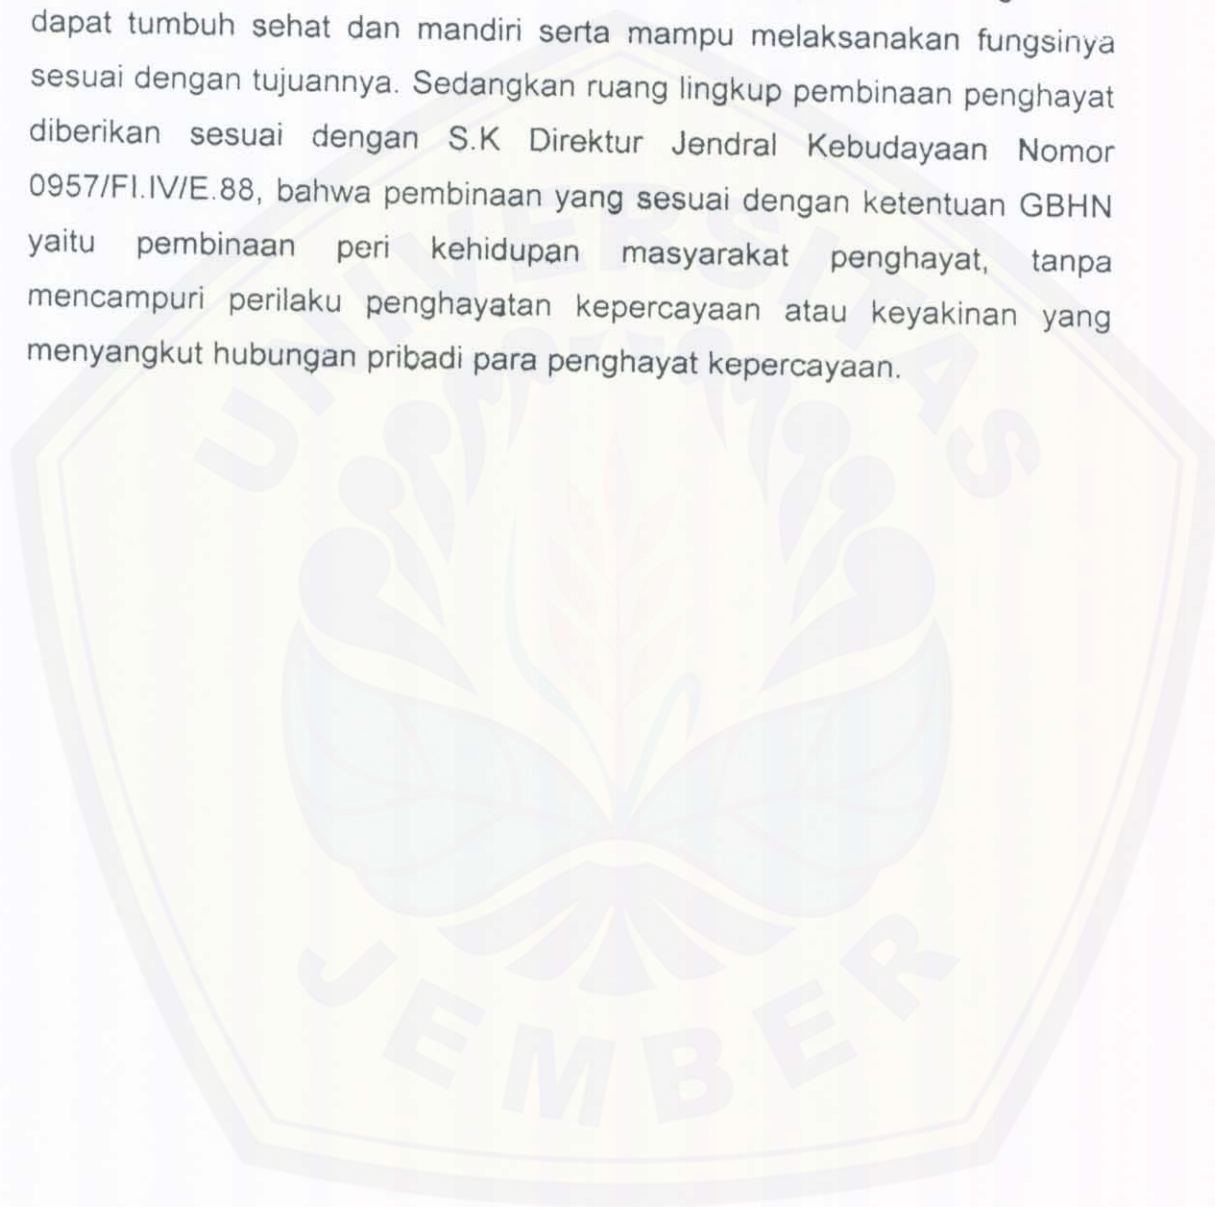 dapat tumbuh sehat dan mandiri serta mampu melaksanakan fungsinya
sesuai dengan tujuannya. Sedangkan ruang lingkup pembinaan penghayat
diberikan sesuai dengan S.K Direktur Jendral Kebudayaan Nomor
0957/FI.IV/E.88, bahwa pembinaan yang sesuai dengan ketentuan GBHN
yaitu pembinaan peri kehidupan masyarakat penghayat, tanpa
mencampuri perilaku penghayatan kepercayaan atau keyakinan yang
menyangkut hubungan pribadi para penghayat kepercayaan.
UNIVERSITAS
JEMBER